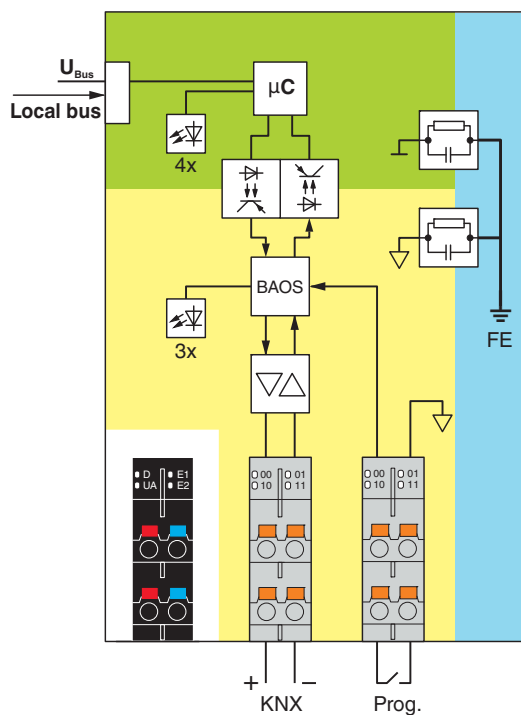 U Bus
Local bus
µC
4x
BAOS
3x
FE
D E1
UA E2
00 01
10 11
00 01
10 11
+ −
KNX
Prog.